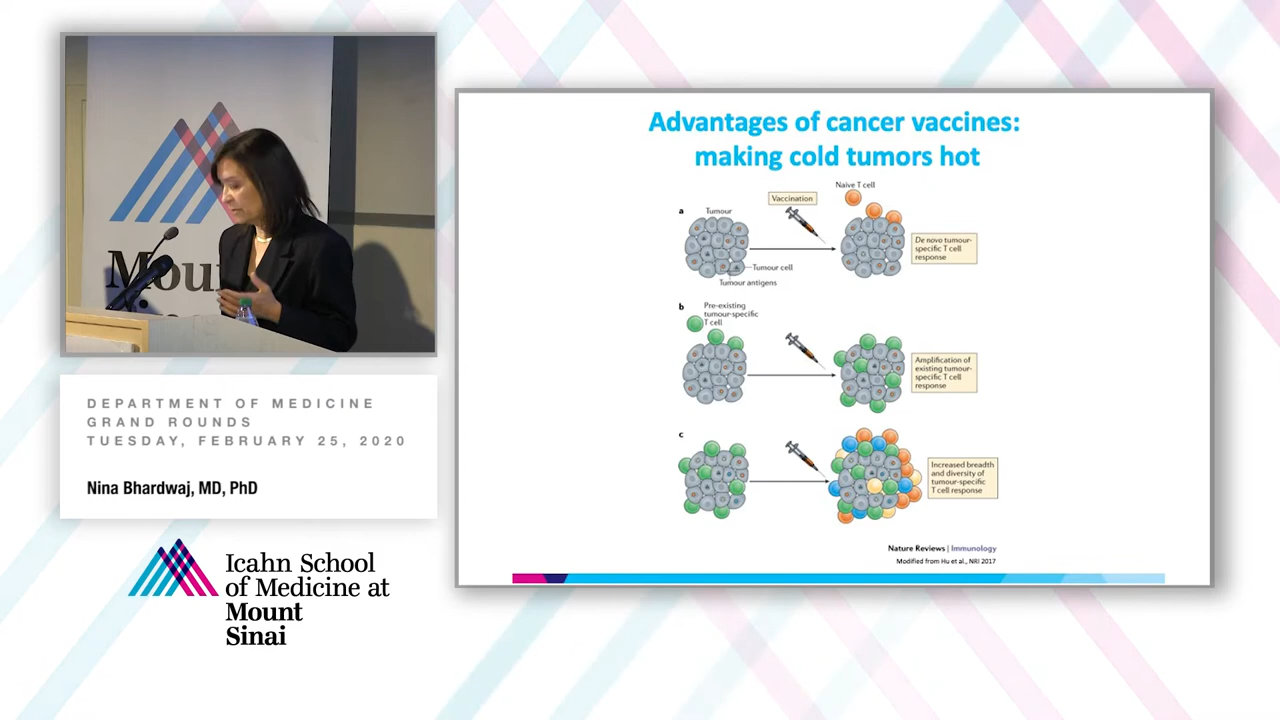 Moun
DEPARTMENT OF MEDICINE
GRAND ROUNDS
TUESDAY, FEBRUARY 25, 2020
Nina Bhardwaj, MD, PhD
Icahn School
of Medicine at
Mount
Sinai
Advantages of cancer vaccines:
making cold tumors hot
a
Tumour
Vaccination
Naive T cell
De novo tumour-
specific T cell
response
Tumour cell
Tumour antigens
b
Pre-existing
tumour-specific
T cell
Amplification of
existing tumour-
specific T cell
response
c
Increased breadth
and diversity of
tumour-specific
T cell response
Nature Reviews | Immunology
Modified from Hu et al., NRI 2017